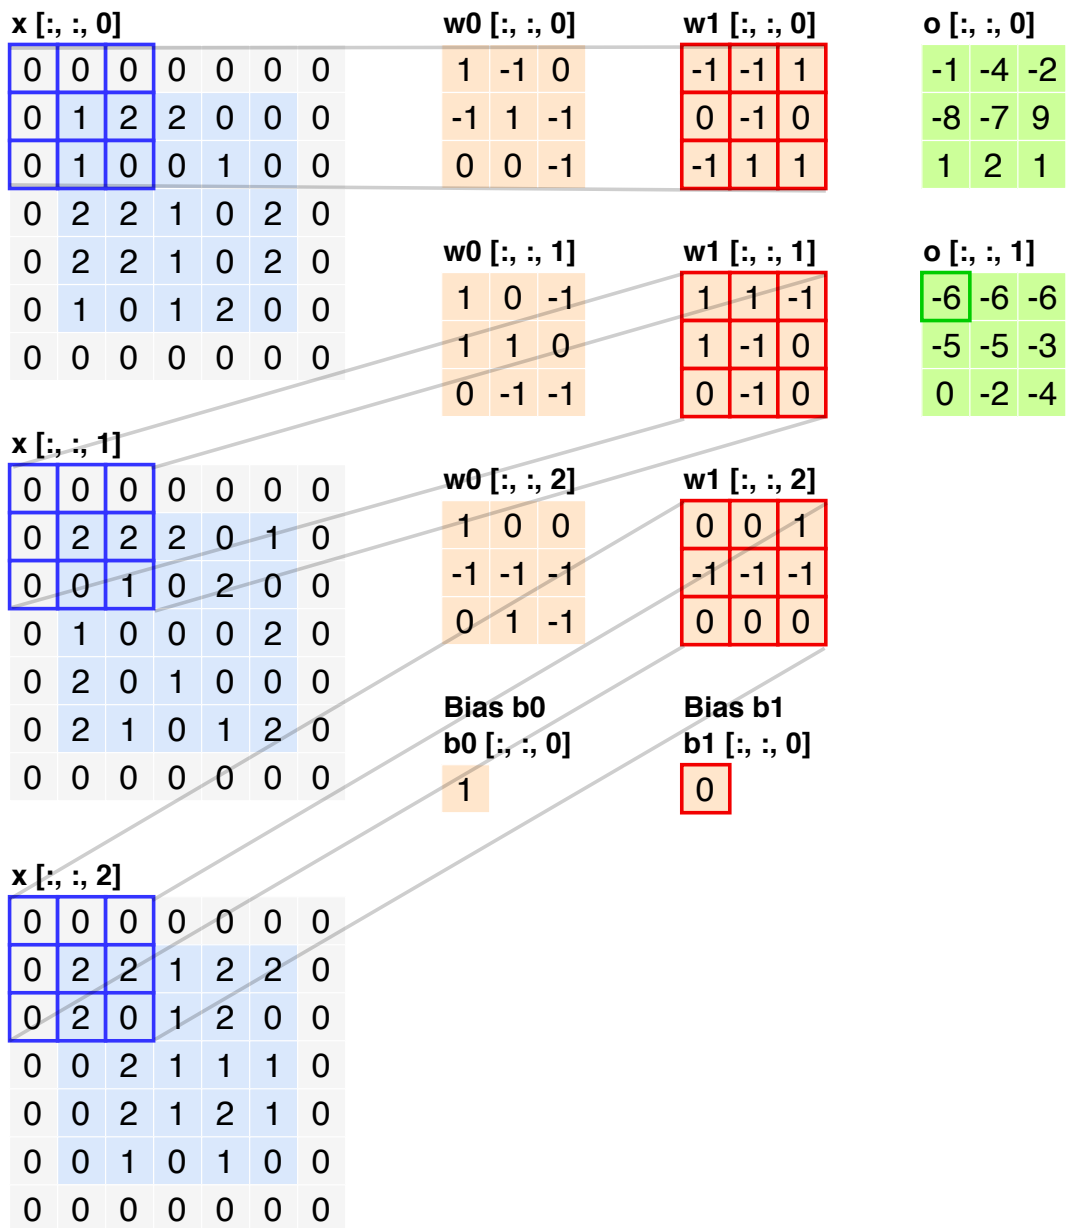 x [:, :, 0]
0 0 0 0 0 0 0
0 1 2 2 0 0 0
0 1 0 0 1 0 0
0 2 2 1 0 2 0
0 2 2 1 0 2 0
0 1 0 1 2 0 0
0 0 0 0 0 0 0
x [:, :, 1]
0 0 0 0 0 0 0
0 2 2 2 0 1 0
0 0 1 0 2 0 0
0 1 0 0 0 2 0
0 2 0 1 0 0 0
0 2 1 0 1 2 0
0 0 0 0 0 0 0
x [:, :, 2]
0 0 0 0 0 0 0
0 2 2 1 2 2 0
0 2 0 1 2 0 0
0 0 2 1 1 1 0
0 0 2 1 2 1 0
0 0 1 0 1 0 0
0 0 0 0 0 0 0
w0 [:, :, 0]
1 -1 0
-1 1 -1
0 0 -1
w0 [:, :, 1]
1 0 -1
1 1 0
0 -1 -1
w0 [:, :, 2]
1 0 0
-1 -1 -1
0 1 -1
Bias b0
b0 [:, :, 0]
1
w1 [:, :, 0]
-1 -1 1
0 -1 0
-1 1 1
w1 [:, :, 1]
1 1 -1
1 -1 0
0 -1 0
w1 [:, :, 2]
0 0 1
-1 -1 -1
0 0 0
Bias b1
b1 [:, :, 0]
0
o [:, :, 0]
-1 -4 -2
-8 -7 9
1 2 1
o [:, :, 1]
-6 -6 -6
-5 -5 -3
0 -2 -4